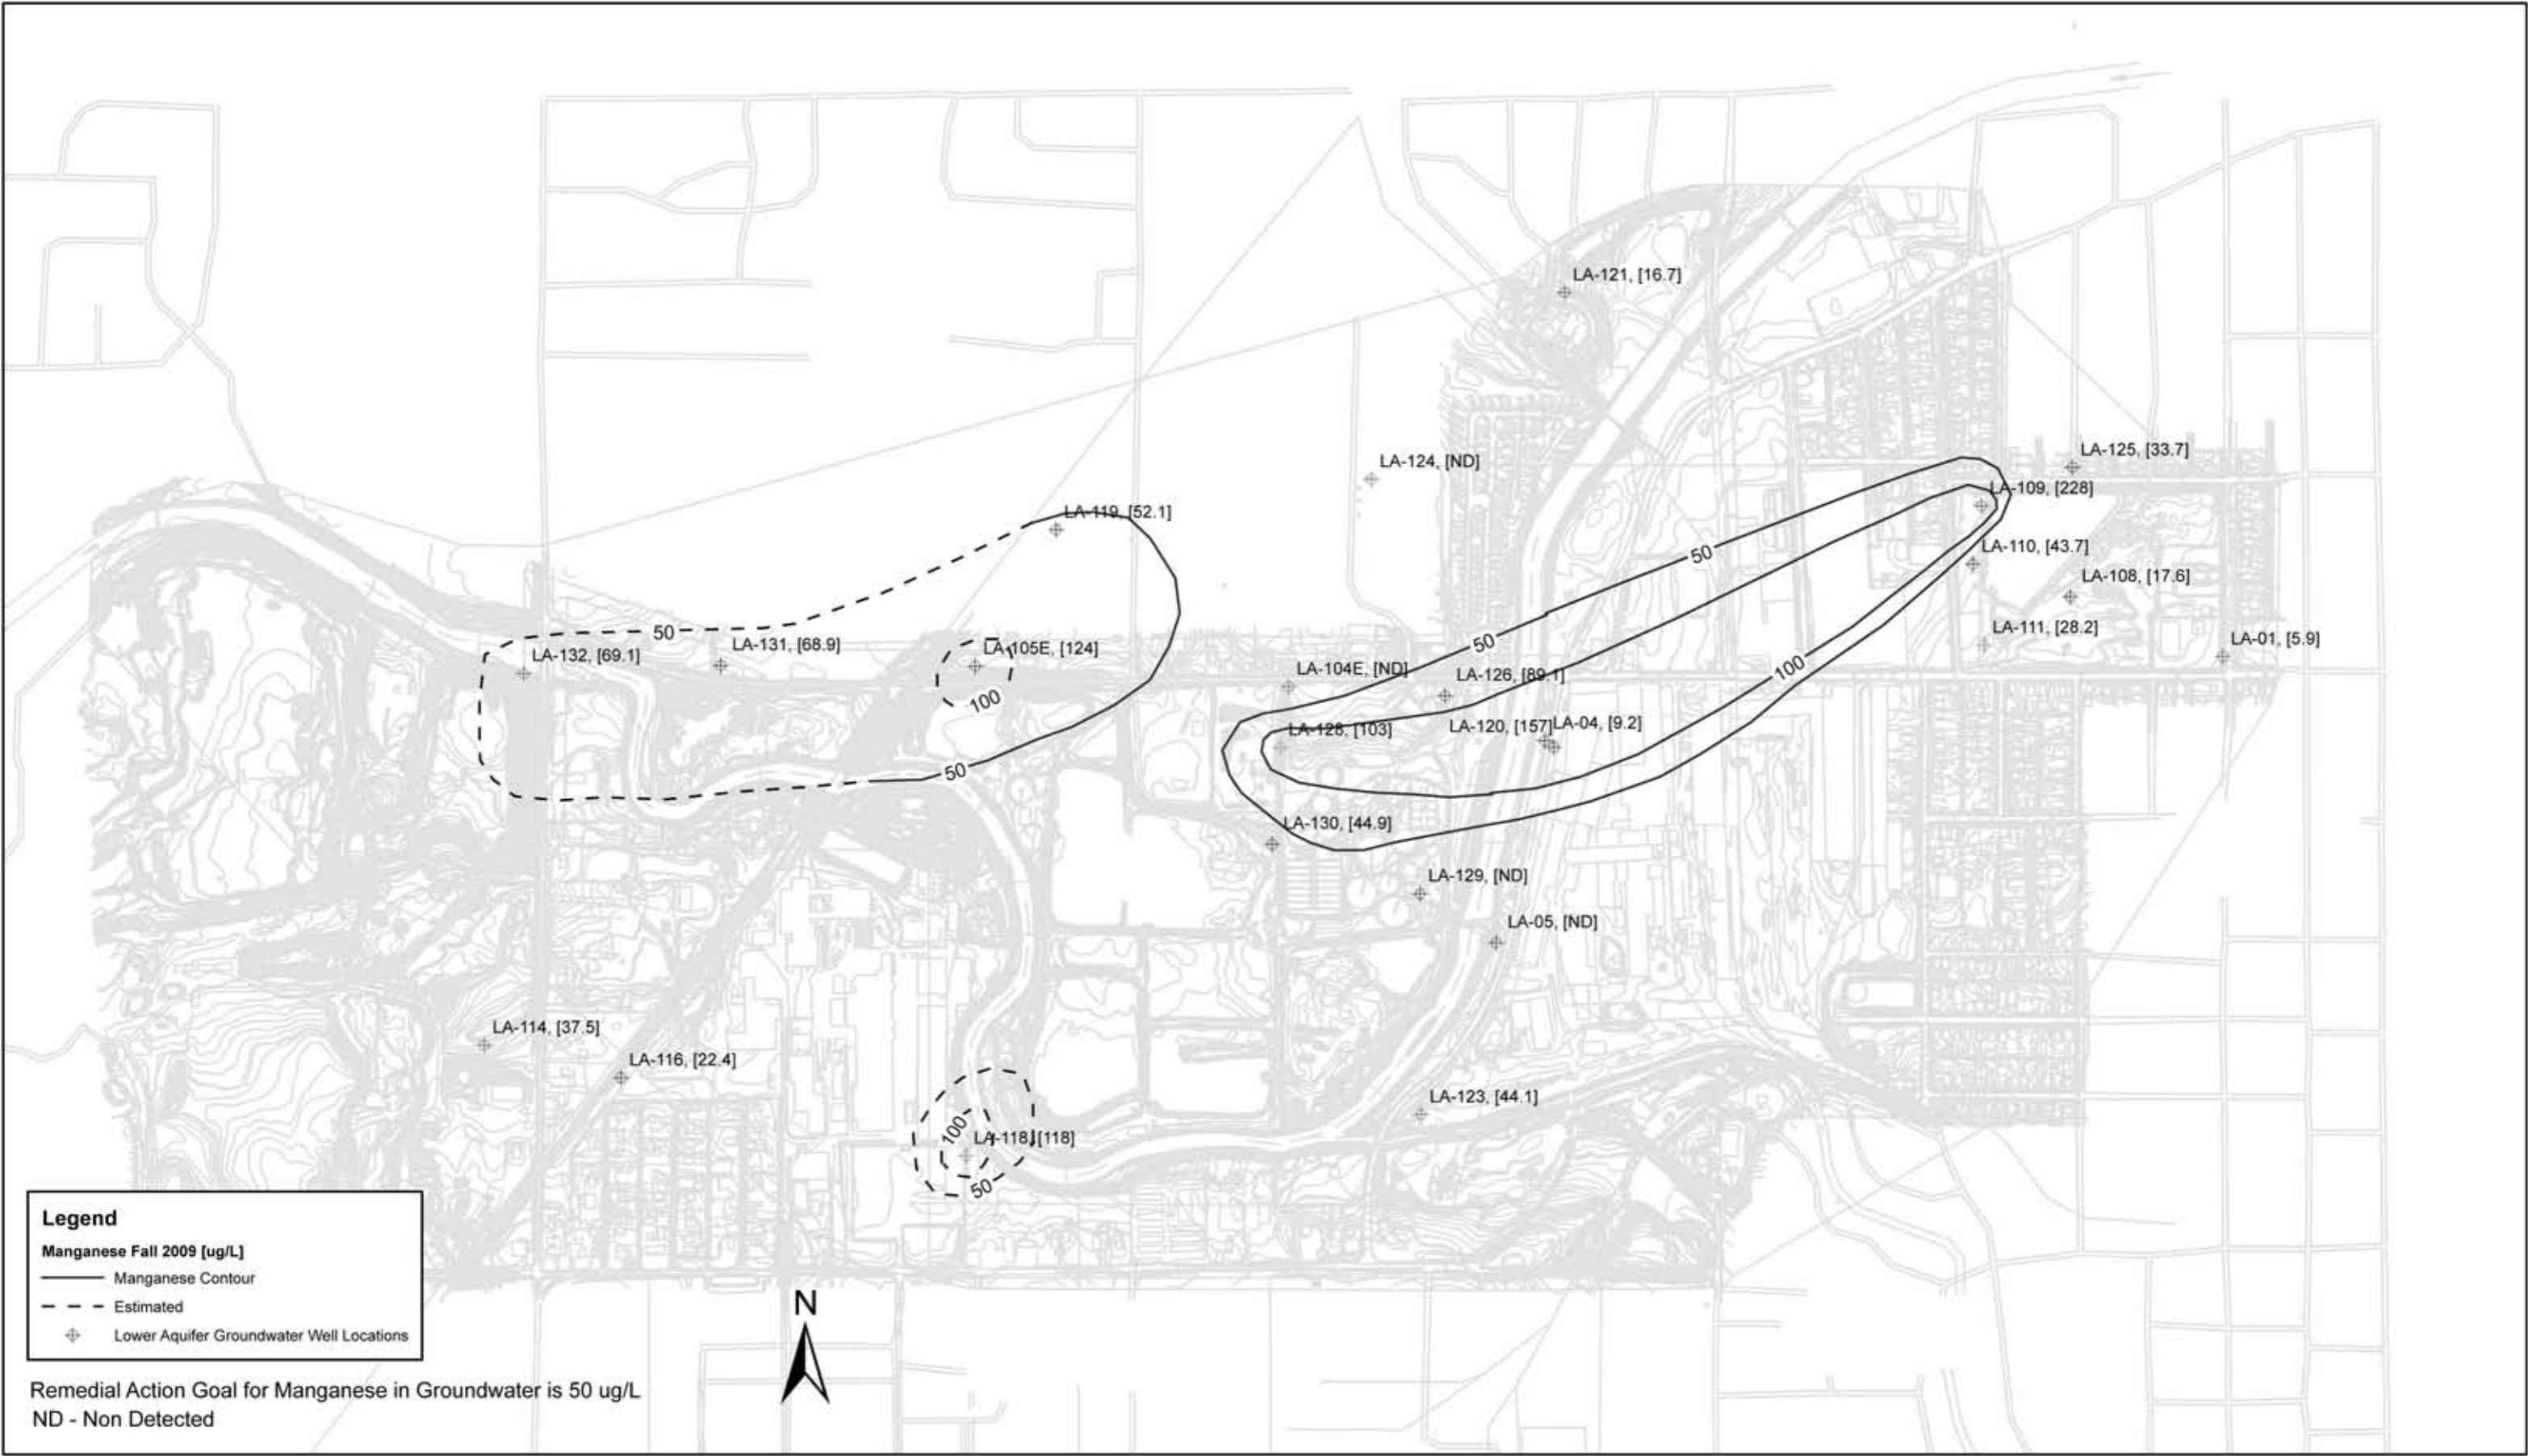 LA-121, [16.7]
LA-125, [33.7]
LA-124, [ND]
LA-109, [228]
LA-119, [52.1]
LA-110, [43.7]
50
LA-108, [17.6]
LA-111, [28.2]
50
LA-01, [5.9]
50
LA-131, [68.9]
LA-105E, [124]
LA-132, [69.1]
LA-104E, [ND]
100
LA-126, [89.1]
100
LA-128, [103]
LA-120, [157]
LA-04, [9.2]
50
LA-130, [44.9]
LA-129, [ND]
LA-05, [ND]
LA-114, [37.5]
LA-116, [22.4]
LA-123, [44.1]
100
LA-118, [118]
50
Legend
Manganese Fall 2009 [ug/L]
Manganese Contour
Estimated
Lower Aquifer Groundwater Well Locations
N
Remedial Action Goal for Manganese in Groundwater is 50 ug/L
ND - Non Detected